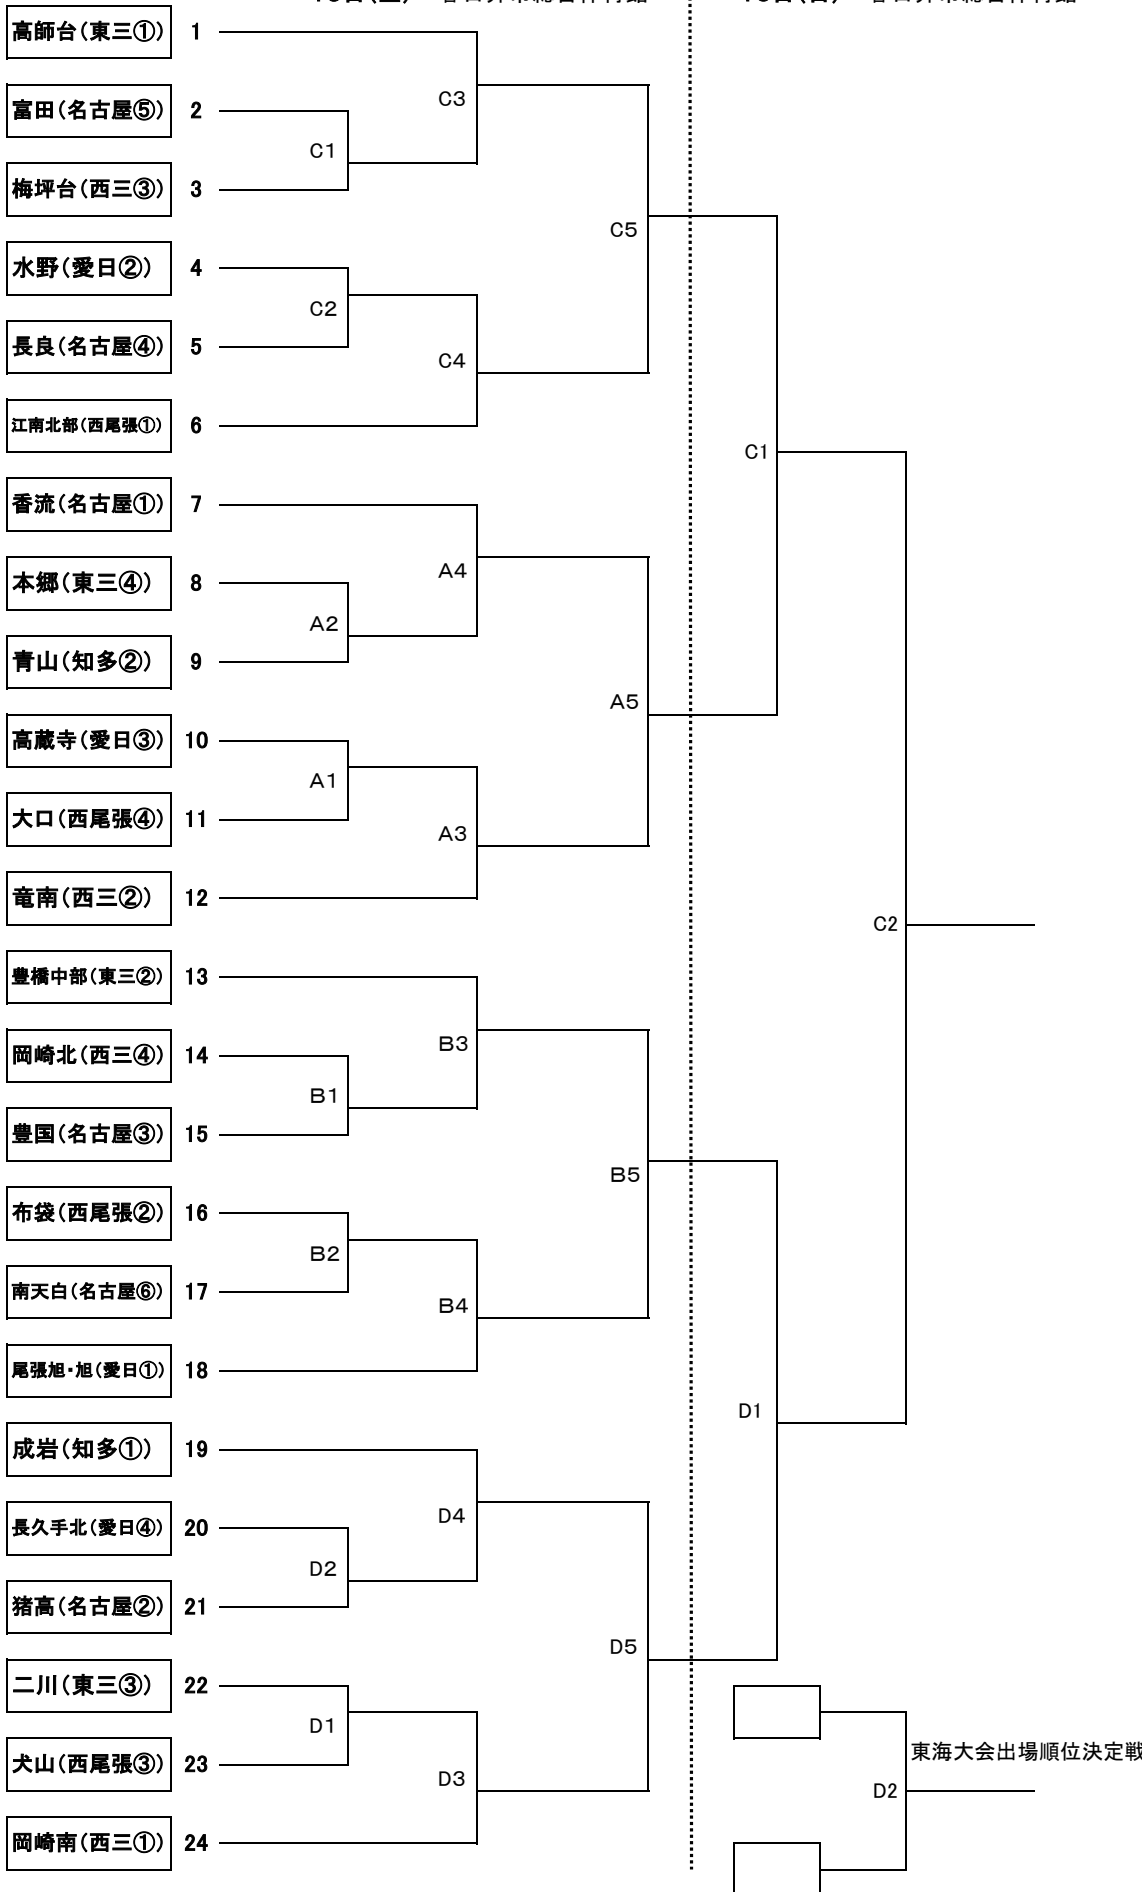 高師台（東三①） 1
富田（名古屋⑤） 2
C3
C1
梅坪台（西三③） 3
C5
水野（愛日②） 4
C2
長良（名古屋④） 5
C4
江南北部（西尾張①） 6
C1
香流（名古屋①） 7
A4
本郷（東三④） 8
A2
青山（知多②） 9
A5
高蔵寺（愛日③） 10
A1
大口（西尾張④） 11
A3
竜南（西三②） 12
C2
豊橋中部（東三②） 13
B3
岡崎北（西三④） 14
B1
豊国（名古屋③） 15
B5
布袋（西尾張②） 16
B2
南天白（名古屋⑥） 17
B4
尾張旭・旭（愛日①） 18
D1
成岩（知多①） 19
D4
長久手北（愛日④） 20
D2
猪高（名古屋②） 21
D5
二川（東三③） 22
D1
東海大会出場順位決定戦
犬山（西尾張③） 23
D3
D2
岡崎南（西三①） 24